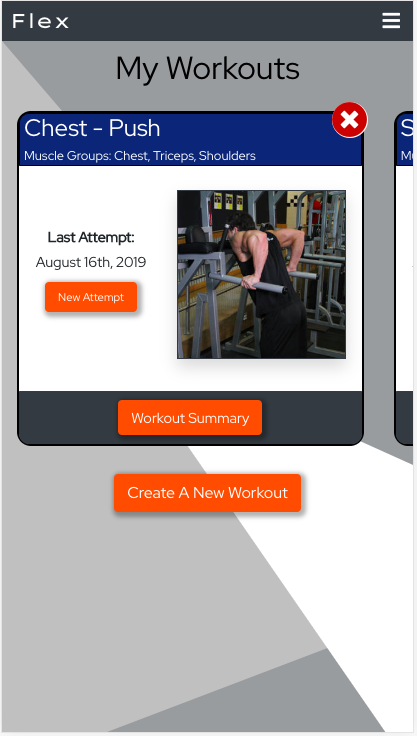 Flex
My Workouts
Chest - Push
Muscle Groups: Chest, Triceps, Shoulders
Last Attempt:
August 16th, 2019
New Attempt
Workout Summary
S
M
Create A New Workout